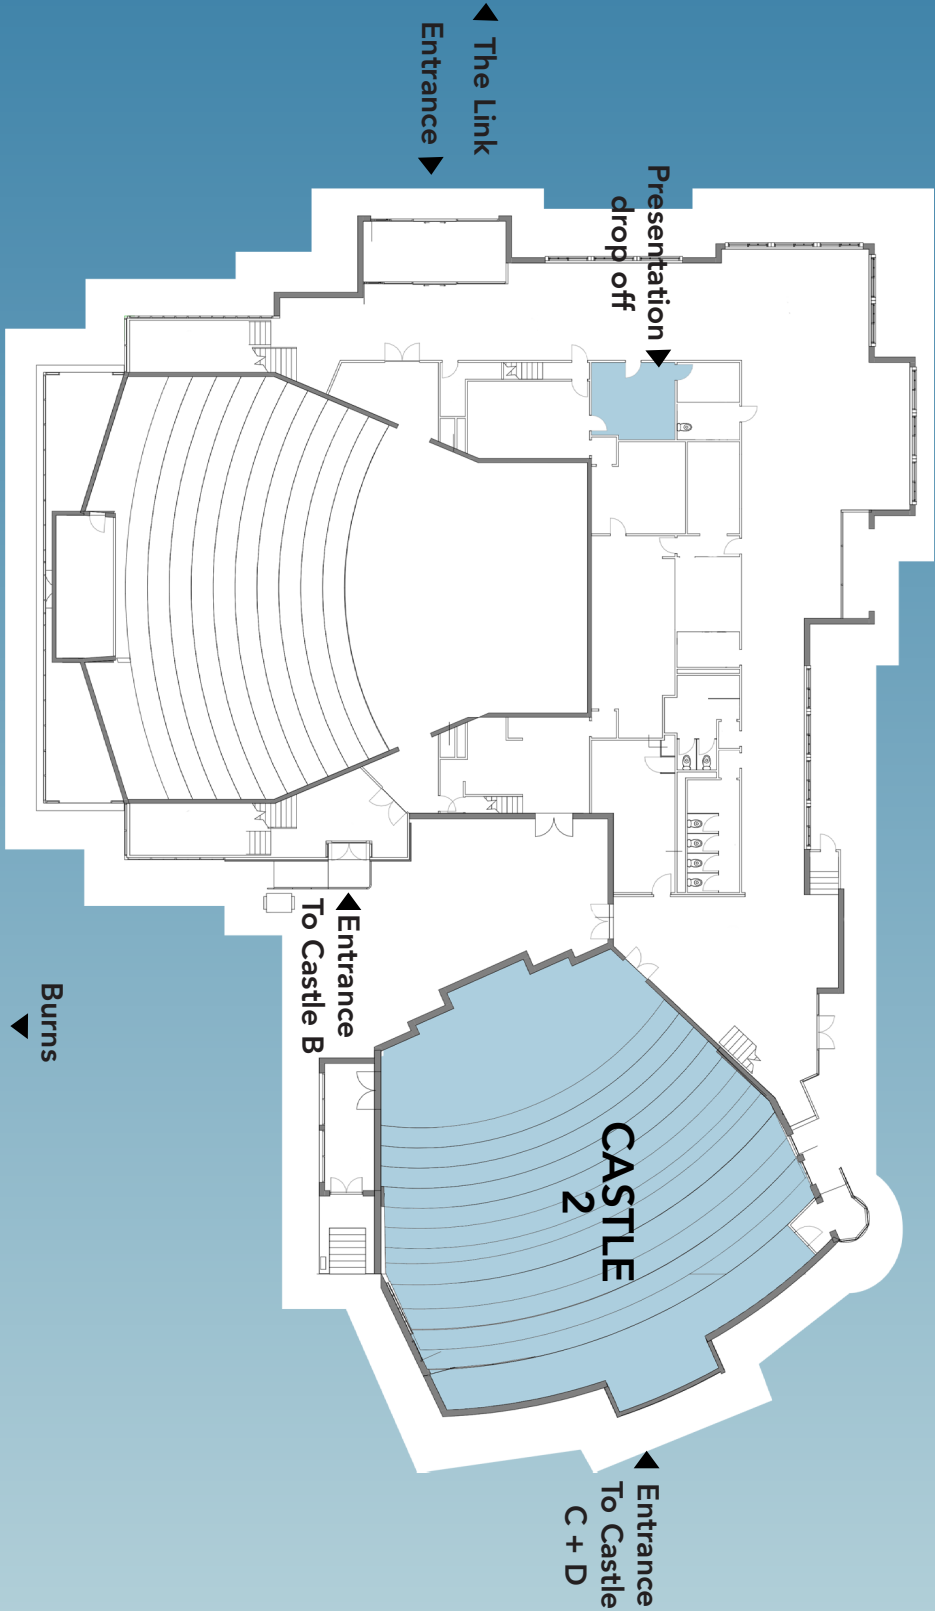 The Link
Entrance
Presentation
drop off
Entrance
To Castle B
Burns
CASTLE
2
Entrance
To Castle
C + D